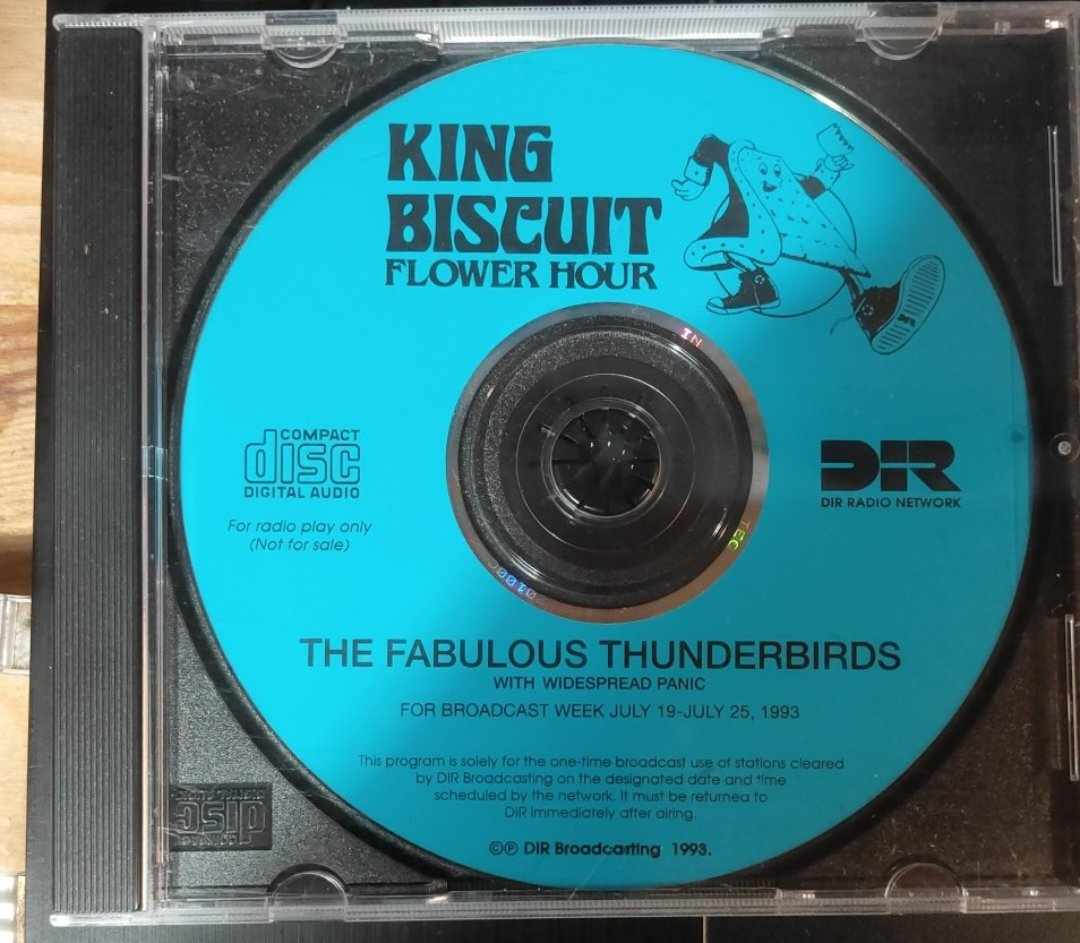 KING
BISCUIT
FLOWER HOUR
IN
COMPACT
disc
DIGITAL AUDIO
DIR
DIR RADIO NETWORK
For radio play only
(Not for sale)
TEC
THE FABULOUS THUNDERBIRDS
WITH WIDESPREAD PANIC
FOR BROADCAST WEEK JULY 19-JULY 25, 1993
This program is solely for the one-time broadcast use of stations cleared
by DIR Broadcasting on the designated date and time
scheduled by the network. It must be returned to
DIR immediately after airing.
©℗ DIR Broadcasting 1993.
disc